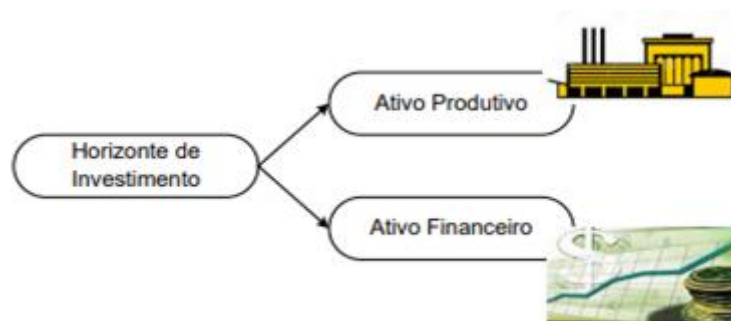 Ativo Produtivo
Horizonte de
Investimento
Ativo Financeiro